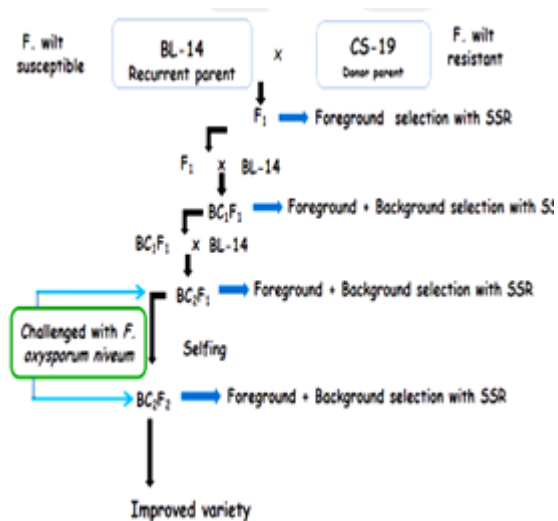 F. wilt
susceptible
BL-14
Recurrent parent
x
CS-19
Donor parent
F. wilt
resistant
F₁
Foreground selection with SSR
F₁ x BL-14
BC₁F₁
Foreground + Background selection with SS
BC₁F₁ x BL-14
BC₂F₁
Foreground + Background selection with SSR
Challenged with F.
oxysporum niveum
Selfing
BC₂F₂
Foreground + Background selection with SSR
Improved variety